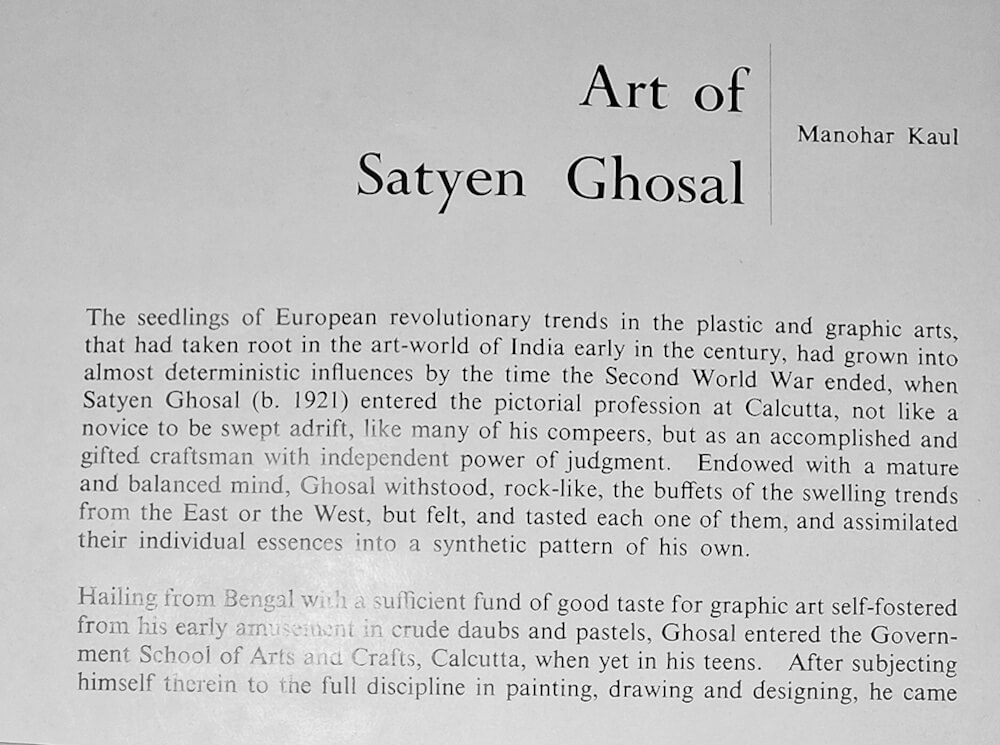 Art of
Satyen Ghosal
Manohar Kaul
The seedlings of European revolutionary trends in the plastic and graphic arts,
that had taken root in the art-world of India early in the century, had grown into
almost deterministic influences by the time the Second World War ended, when
Satyen Ghosal (b. 1921) entered the pictorial profession at Calcutta, not like a
novice to be swept adrift, like many of his compeers, but as an accomplished and
gifted craftsman with independent power of judgment. Endowed with a mature
and balanced mind, Ghosal withstood, rock-like, the buffets of the swelling trends
from the East or the West, but felt, and tasted each one of them, and assimilated
their individual essences into a synthetic pattern of his own.
Hailing from Bengal with a sufficient fund of good taste for graphic art self-fostered
from his early amusement in crude daubs and pastels, Ghosal entered the Govern-
ment School of Arts and Crafts, Calcutta, when yet in his teens. After subjecting
himself therein to the full discipline in painting, drawing and designing, he came